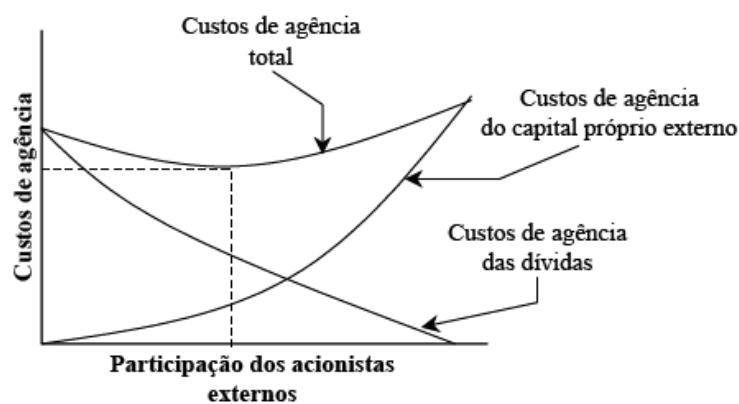 Custos de agência
total
Custos de agência
do capital próprio externo
Custos de agência
das dívidas
Custos de agência
Participação dos acionistas
externos